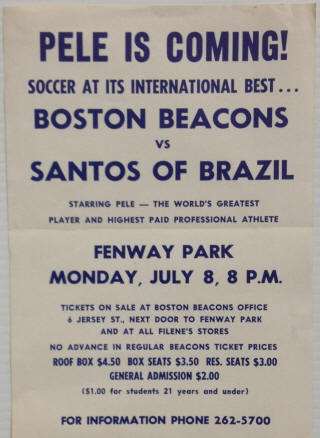 PELE IS COMING!
SOCCER AT ITS INTERNATIONAL BEST...
BOSTON BEACONS
VS
SANTOS OF BRAZIL
STARRING PELE — THE WORLD'S GREATEST
PLAYER AND HIGHEST PAID PROFESSIONAL ATHLETE
FENWAY PARK
MONDAY, JULY 8, 8 P.M.
TICKETS ON SALE AT BOSTON BEACONS OFFICE
6 JERSEY ST., NEXT DOOR TO FENWAY PARK
AND AT ALL FILENE'S STORES
NO ADVANCE IN REGULAR BEACONS TICKET PRICES
ROOF BOX $4.50 BOX SEATS $3.50 RES. SEATS $3.00
GENERAL ADMISSION $2.00
($1.00 for students 21 years and under)
FOR INFORMATION PHONE 262-5700